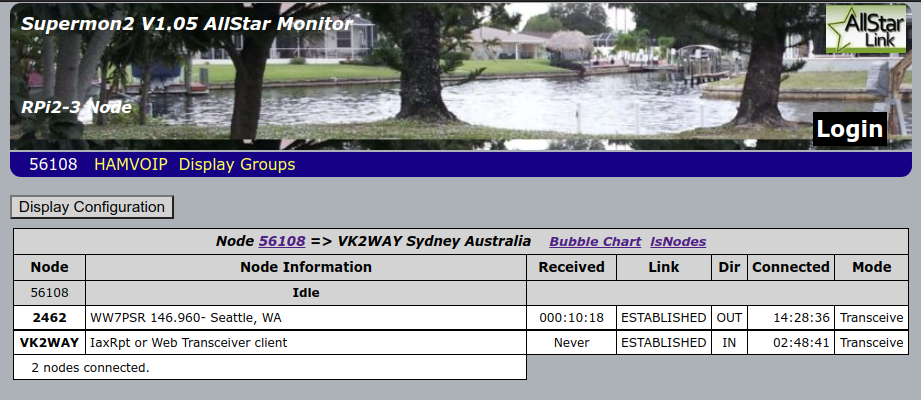 Supermon2 V1.05 AllStar Monitor
AllStar
Link
RPi2-3 Node
Login
56108 HAMVOIP Display Groups
Display Configuration
Node 56108 => VK2WAY Sydney Australia Bubble Chart lsNodes
Node Node Information Received Link Dir Connected Mode
56108 Idle
2462 WW7PSR 146.960- Seattle, WA 000:10:18 ESTABLISHED OUT 14:28:36 Transceive
VK2WAY IaxRpt or Web Transceiver client Never ESTABLISHED IN 02:48:41 Transceive
2 nodes connected.